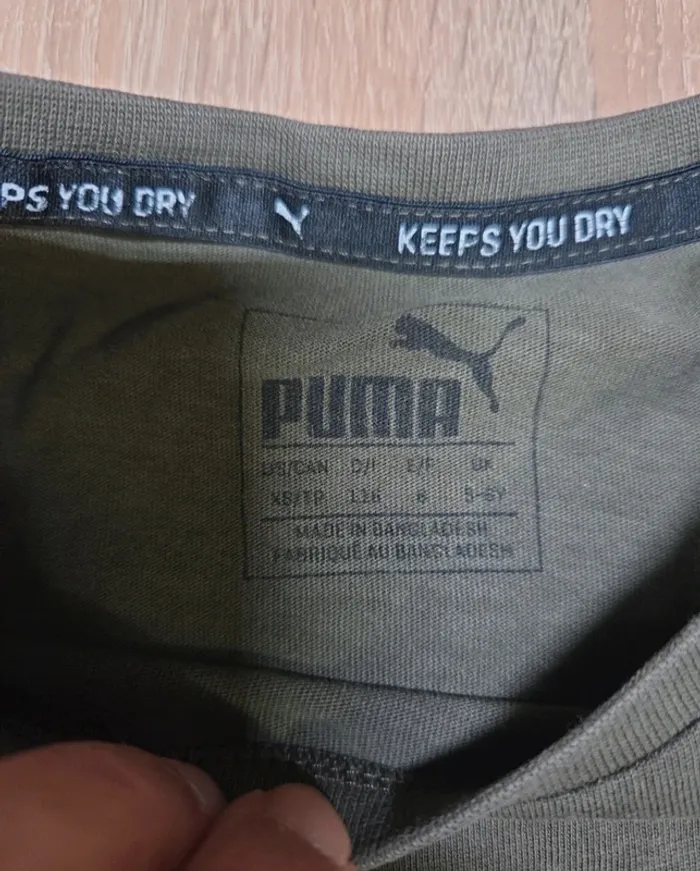 PS YOU DRY KEEPS YOU DRY
PUMA
US/CAN D/I E/F UK
XS/TP 116 6 5-6Y
MADE IN BANGLADESH
FABRIQUÉ AU BANGLADESH